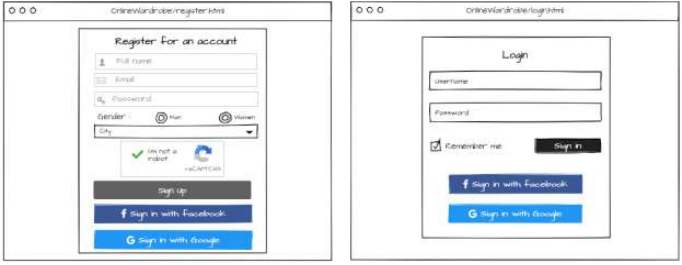 OnlineWardrobe/register.html
Register for an account
Full name
Email
Password
Gender : Man Women
City
I'm not a
robot
reCAPTCHA
Sign Up
f Sign in with facebook
G Sign in with Google
OnlineWardrobe/login.html
Login
Username
Password
Remember me Sign in
f Sign in with facebook
G Sign in with Google